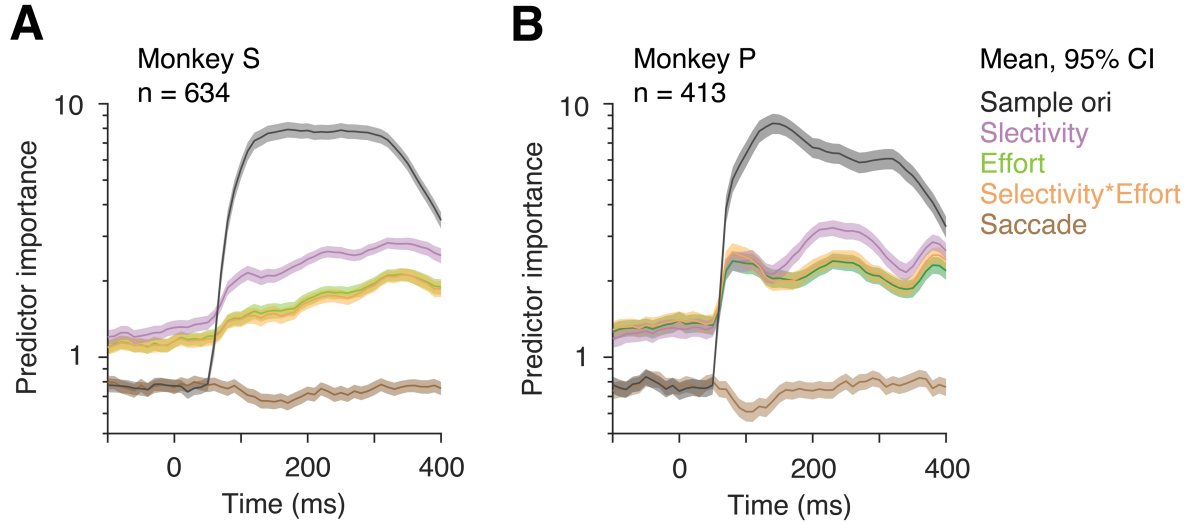 A
Monkey S
n = 634
Predictor importance
10
1
0
200
400
Time (ms)
B
Monkey P
n = 413
Predictor importance
10
1
0
200
400
Time (ms)
Mean, 95% CI
Sample ori
Slectivity
Effort
Selectivity*Effort
Saccade